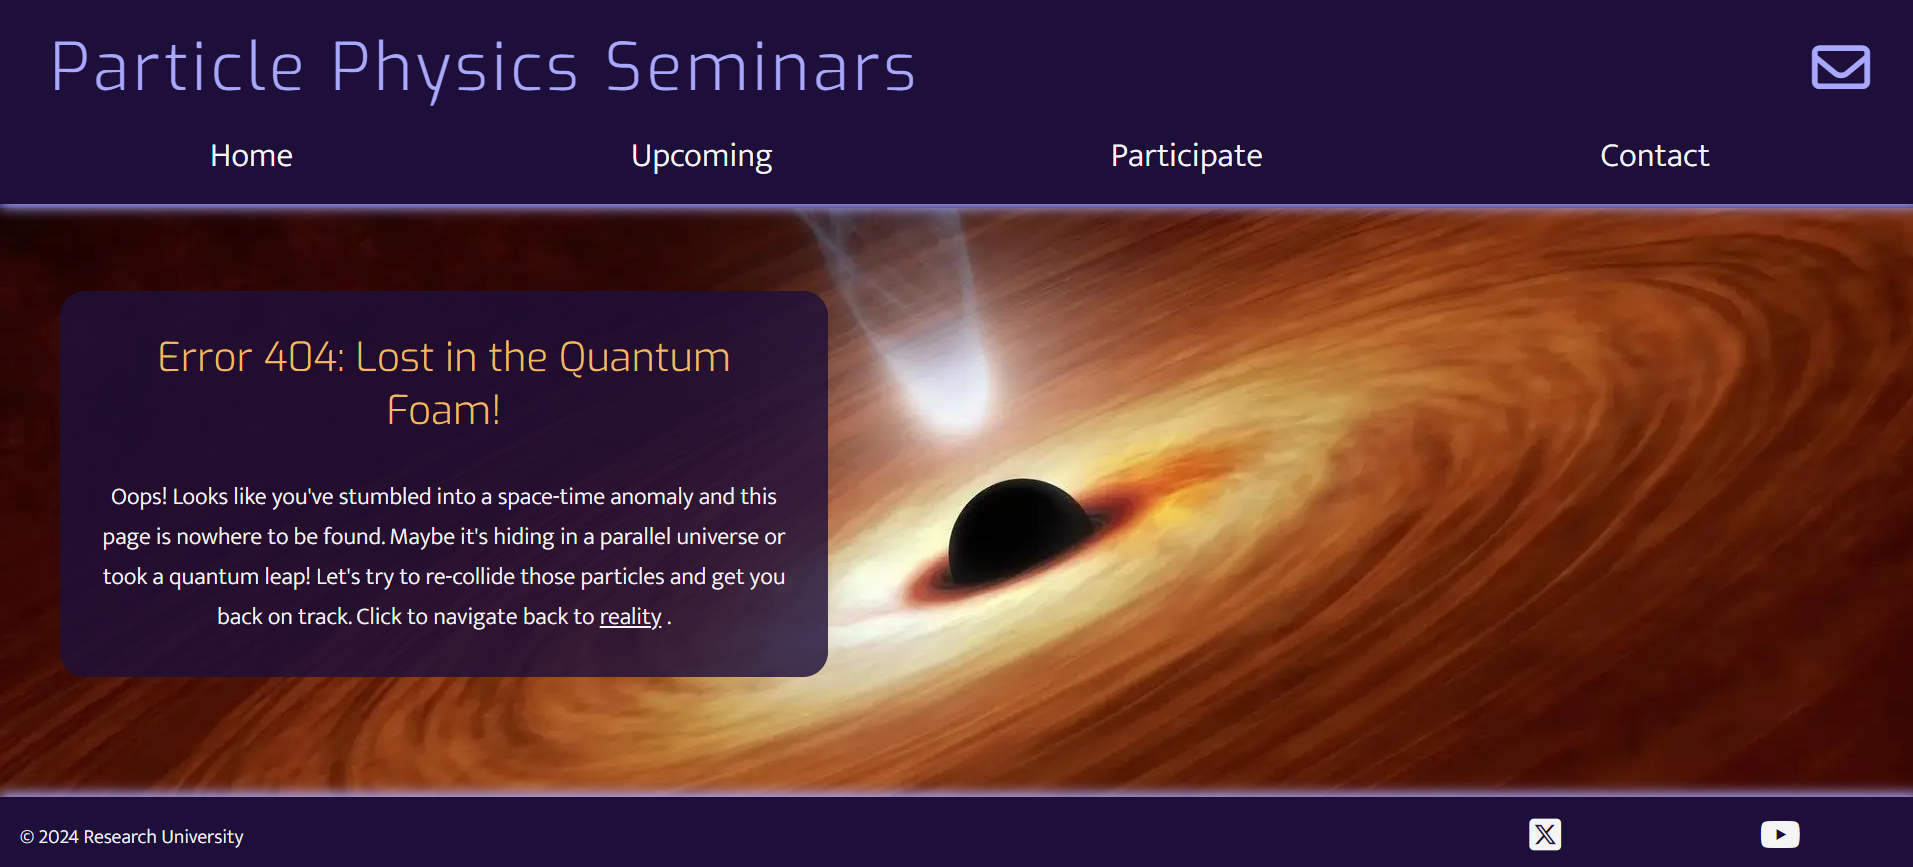 Particle Physics Seminars
Home Upcoming Participate Contact
Error 404: Lost in the Quantum
Foam!
Oops! Looks like you've stumbled into a space-time anomaly and this
page is nowhere to be found. Maybe it's hiding in a parallel universe or
took a quantum leap! Let's try to re-collide those particles and get you
back on track. Click to navigate back to reality .
© 2024 Research University